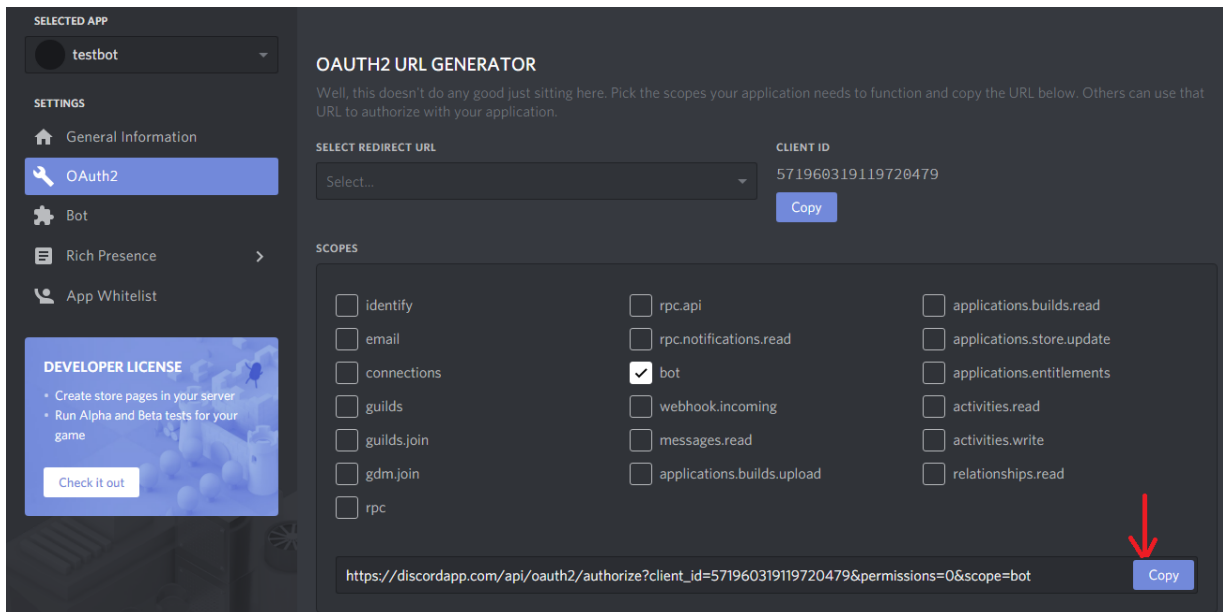 SELECTED APP
testbot
SETTINGS
General Information
OAuth2
Bot
Rich Presence
App Whitelist
DEVELOPER LICENSE
Create store pages in your server
Run Alpha and Beta tests for your
game
Check it out
OAUTH2 URL GENERATOR
Well, this doesn't do any good just sitting here. Pick the scopes your application needs to function and copy the URL below. Others can use that
URL to authorize with your application.
SELECT REDIRECT URL
Select...
CLIENT ID
571960319119720479
Copy
SCOPES
identify
email
connections
guilds
guilds.join
gdm.join
rpc
rpc.api
rpc.notifications.read
bot
webhook.incoming
messages.read
applications.builds.upload
applications.builds.read
applications.store.update
applications.entitlements
activities.read
activities.write
relationships.read
https://discordapp.com/api/oauth2/authorize?client_id=571960319119720479&permissions=0&scope=bot
Copy